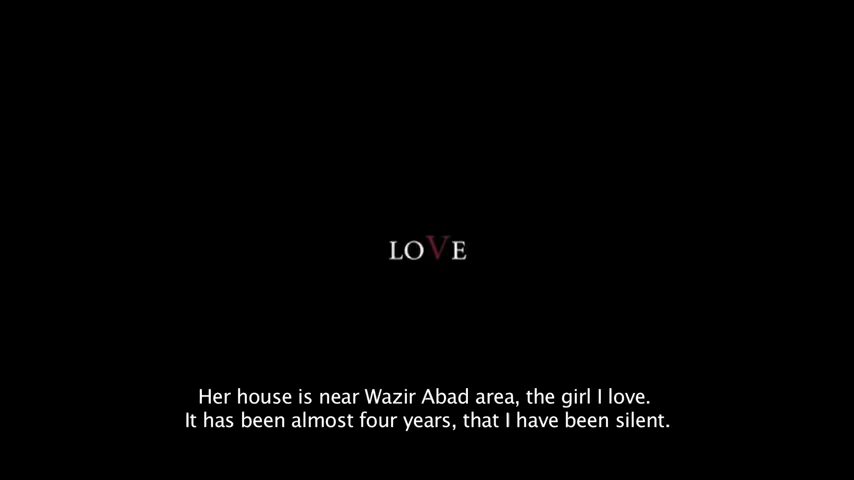 LOVE
Her house is near Wazir Abad area, the girl I love.
It has been almost four years, that I have been silent.